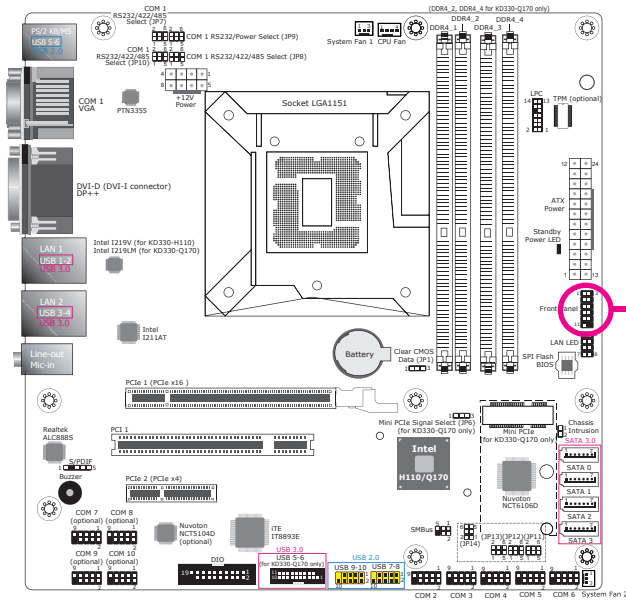 (DDR4_2, DDR4_4 for KD330-Q170 only)
COM 1
RS232/422/485
Select (JP7)
COM 1 RS232/Power Select (JP9)
COM 1
RS232/422/485
Select (JP10)
COM 1 RS232/422/485 Select (JP8)
+12V
Power
System Fan 1
CPU Fan
DDR4_1
DDR4_2
DDR4_3
DDR4_4
PS/2 KB/MS
USB 5-6
USB 2.0
COM 1
VGA
PTN3355
Socket LGA1151
LPC
14
13
2
1
TPM (optional)
DVI-D (DVI-I connector)
DP++
12
24
ATX
Power
Standby
Power LED
1
13
LAN 1
USB 1-2
USB 3.0
Intel I219V (for KD330-H110)
Intel I219LM (for KD330-Q170)
LAN 2
USB 3-4
USB 3.0
Intel
I211AT
Front Panel
LAN LED
SPI Flash
BIOS
Line-out
Mic-in
Battery
Clear CMOS
Data (JP1)
PCIe 1 (PCIe x16 )
Mini PCIe Signal Select (JP6)
(for KD330-Q170 only)
Mini PCIe
(for KD330-Q170 only)
Chassis
Intrusion
Realtek
ALC888S
PCI 1
Intel
H110/Q170
SATA 3.0
SATA 0
SATA 1
SATA 2
SATA 3
S/PDIF
Buzzer
PCIe 2 (PCIe x4)
Nuvoton
NCT6106D
COM 7
(optional)
COM 8
(optional)
COM 9
(optional)
COM 10
(optional)
Nuvoton
NCT5104D
(optional)
iTE
IT8893E
SMBus
(JP14)
(JP13)(JP12)(JP11)
DIO
USB 3.0
USB 5-6
(for KD330-Q170 only)
USB 2.0
USB 9-10
USB 7-8
COM 2
COM 3
COM 4
COM 5
COM 6
System Fan 2